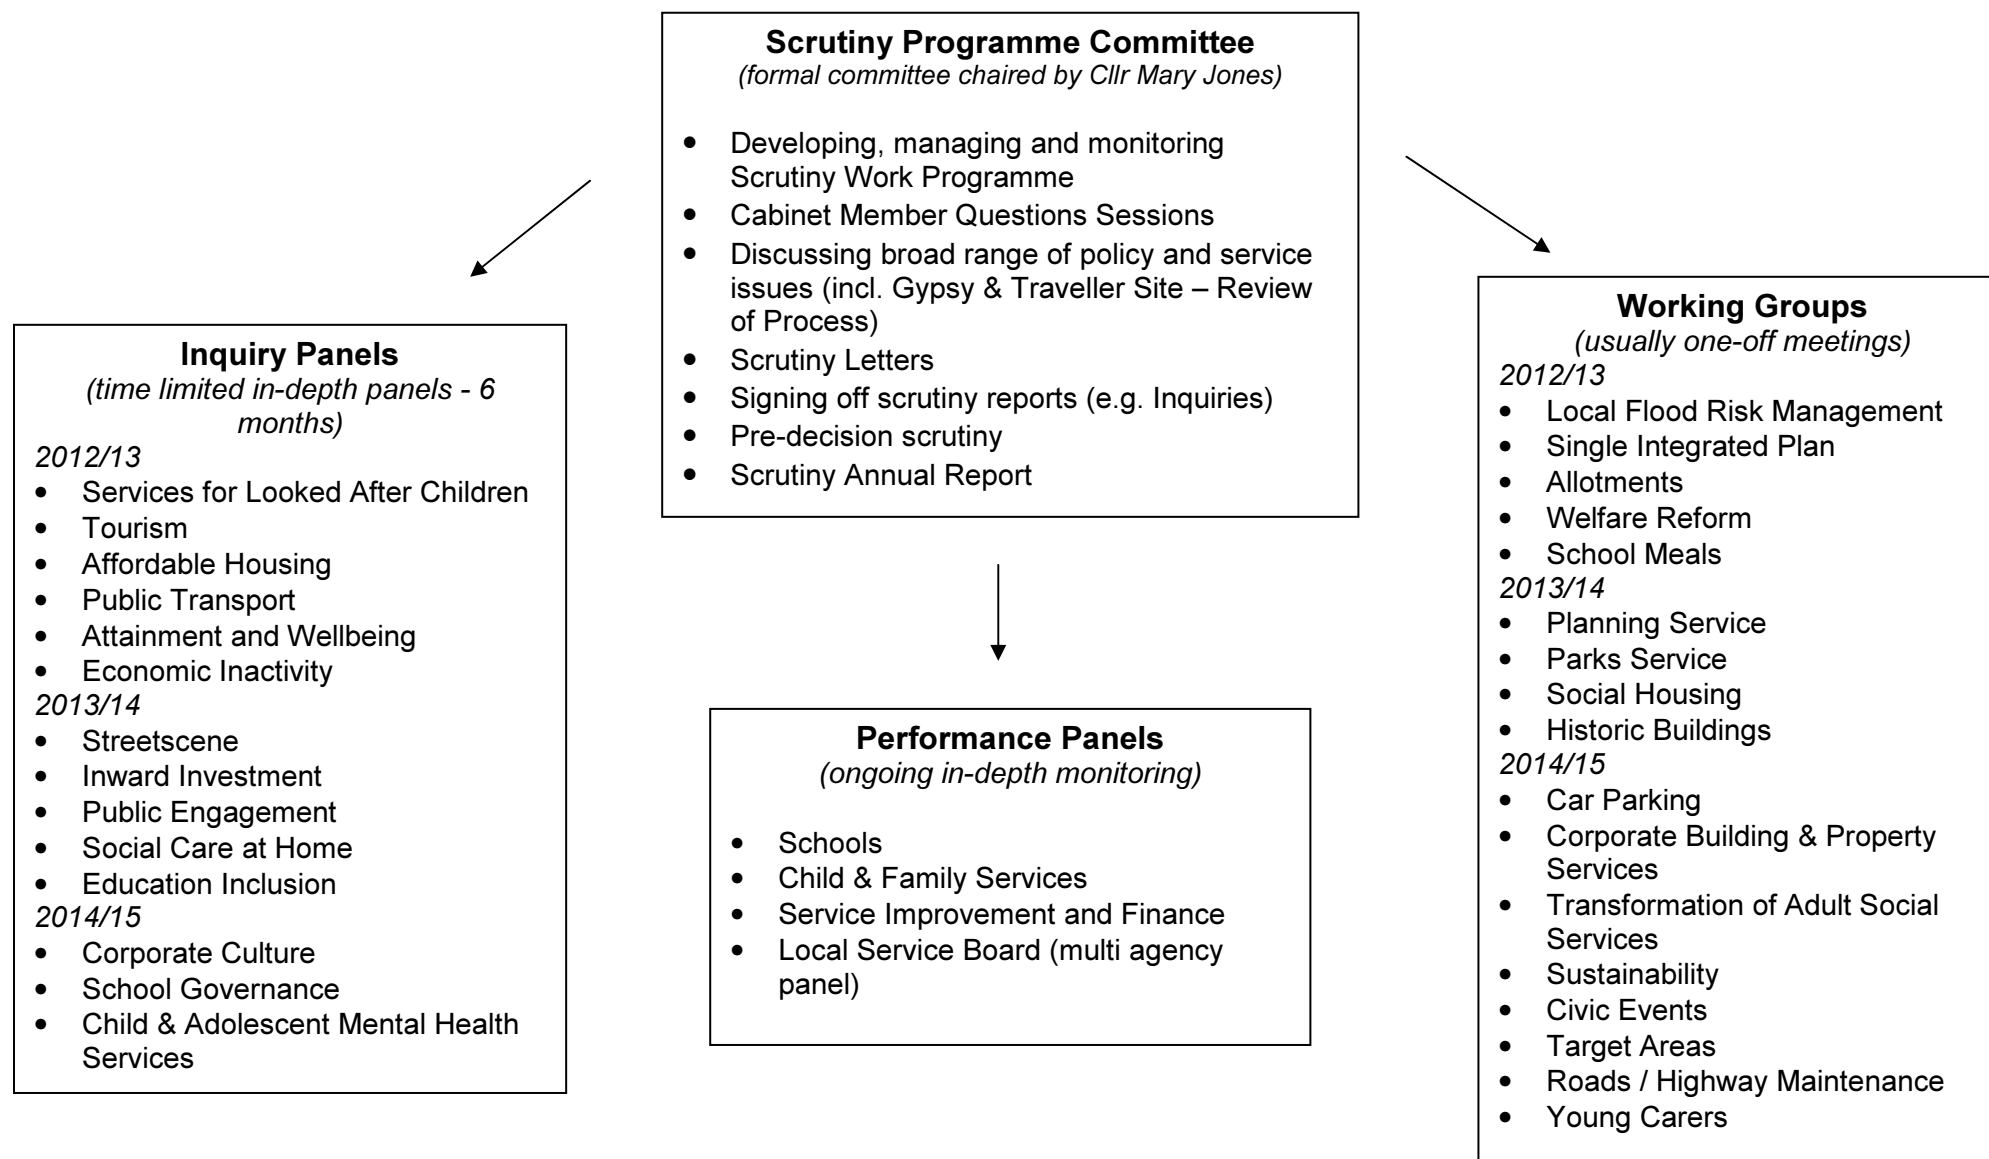 Scrutiny Programme Committee
(formal committee chaired by Cllr Mary Jones)
• Developing, managing and monitoring
Scrutiny Work Programme
• Cabinet Member Questions Sessions
• Discussing broad range of policy and service
issues (incl. Gypsy & Traveller Site – Review
of Process)
• Scrutiny Letters
• Signing off scrutiny reports (e.g. Inquiries)
• Pre-decision scrutiny
• Scrutiny Annual Report
Inquiry Panels
(time limited in-depth panels - 6
months)
2012/13
• Services for Looked After Children
• Tourism
• Affordable Housing
• Public Transport
• Attainment and Wellbeing
• Economic Inactivity
2013/14
• Streetscene
• Inward Investment
• Public Engagement
• Social Care at Home
• Education Inclusion
2014/15
• Corporate Culture
• School Governance
• Child & Adolescent Mental Health
Services
Performance Panels
(ongoing in-depth monitoring)
• Schools
• Child & Family Services
• Service Improvement and Finance
• Local Service Board (multi agency
panel)
Working Groups
(usually one-off meetings)
2012/13
• Local Flood Risk Management
• Single Integrated Plan
• Allotments
• Welfare Reform
• School Meals
2013/14
• Planning Service
• Parks Service
• Social Housing
• Historic Buildings
2014/15
• Car Parking
• Corporate Building & Property
Services
• Transformation of Adult Social
Services
• Sustainability
• Civic Events
• Target Areas
• Roads / Highway Maintenance
• Young Carers